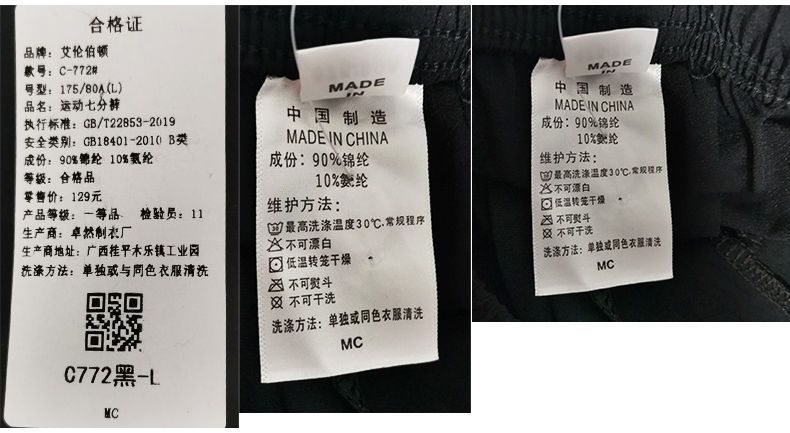 合格证
品牌：艾伦伯顿
款号：C-772#
号型：175/80A(L)
品名：运动七分裤
执行标准：GB/T22853-2019
安全类别：GB18401-2010 B类
成份：90%锦纶 10%氨纶
等级：合格品
零售价：129元
产品等级：一等品 检验员：11
生产商：卓然制衣厂
生产商地址：广西桂平木乐镇工业园
洗涤方法：单独或与同色衣服清洗
C772黑-L
MC
MADE
IN
中国制造
MADE IN CHINA
成份：90%锦纶
10%氨纶
维护方法：
最高洗涤温度30℃,常规程序
不可漂白
低温转笼干燥
不可熨斗
不可干洗
洗涤方法：单独或同色衣服清洗
MC
MADE
IN
中国制造
MADE IN CHINA
成份：90%锦纶
10%氨纶
维护方法：
最高洗涤温度30℃,常规程序
不可漂白
低温转笼干燥
不可熨斗
不可干洗
洗涤方法：单独或同色衣服清洗
MC